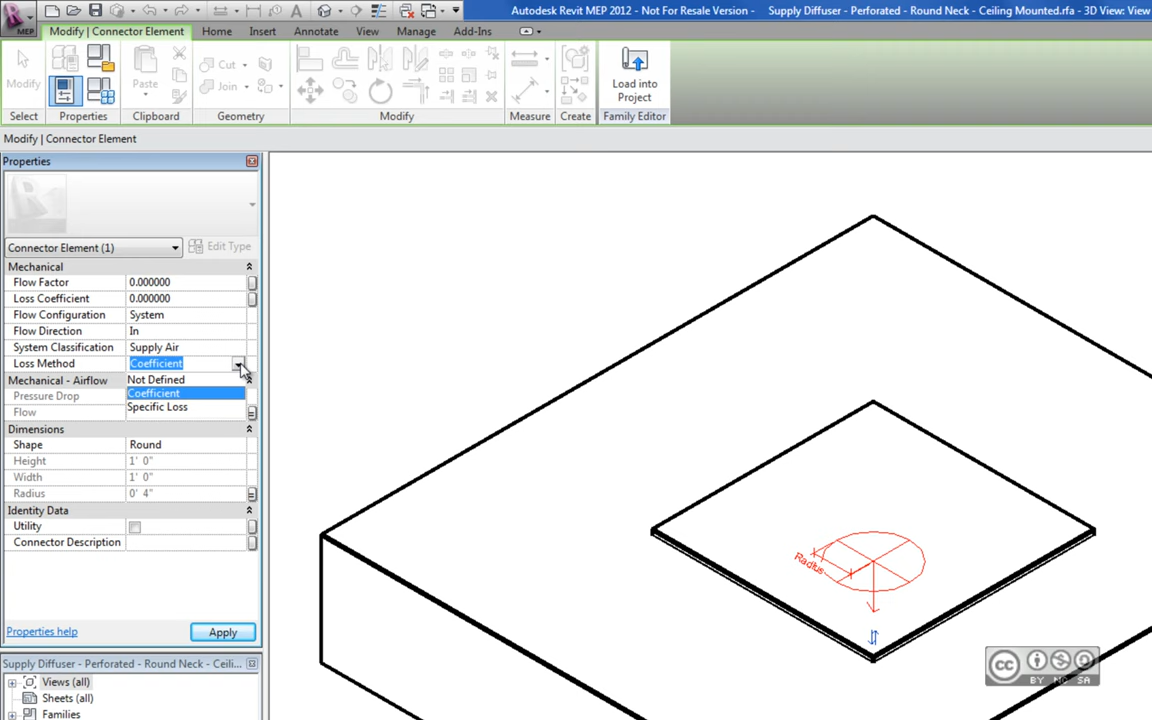 Autodesk Revit MEP 2012 - Not For Resale Version -    Supply Diffuser - Perforated - Round Neck - Ceiling Mounted.rfa - 3D View: View
MEP
Modify | Connector Element    Home    Insert    Annotate    View    Manage    Add-Ins
Modify    Paste    Cut    Join    Load into Project
Select    Properties    Clipboard    Geometry    Modify    Measure    Create    Family Editor
Modify | Connector Element
Properties
Connector Element (1)    Edit Type
Mechanical
Flow Factor    0.000000
Loss Coefficient    0.000000
Flow Configuration    System
Flow Direction    In
System Classification    Supply Air
Loss Method    Coefficient
Not Defined
Mechanical - Airflow
Coefficient
Pressure Drop
Specific Loss
Flow
Dimensions
Shape    Round
Height    1' 0"
Width    1' 0"
Radius    0' 4"
Identity Data
Utility
Connector Description
Properties help    Apply
Supply Diffuser - Perforated - Round Neck - Ceili...
Views (all)
Sheets (all)
Families
Radius
cc
BY NC SA